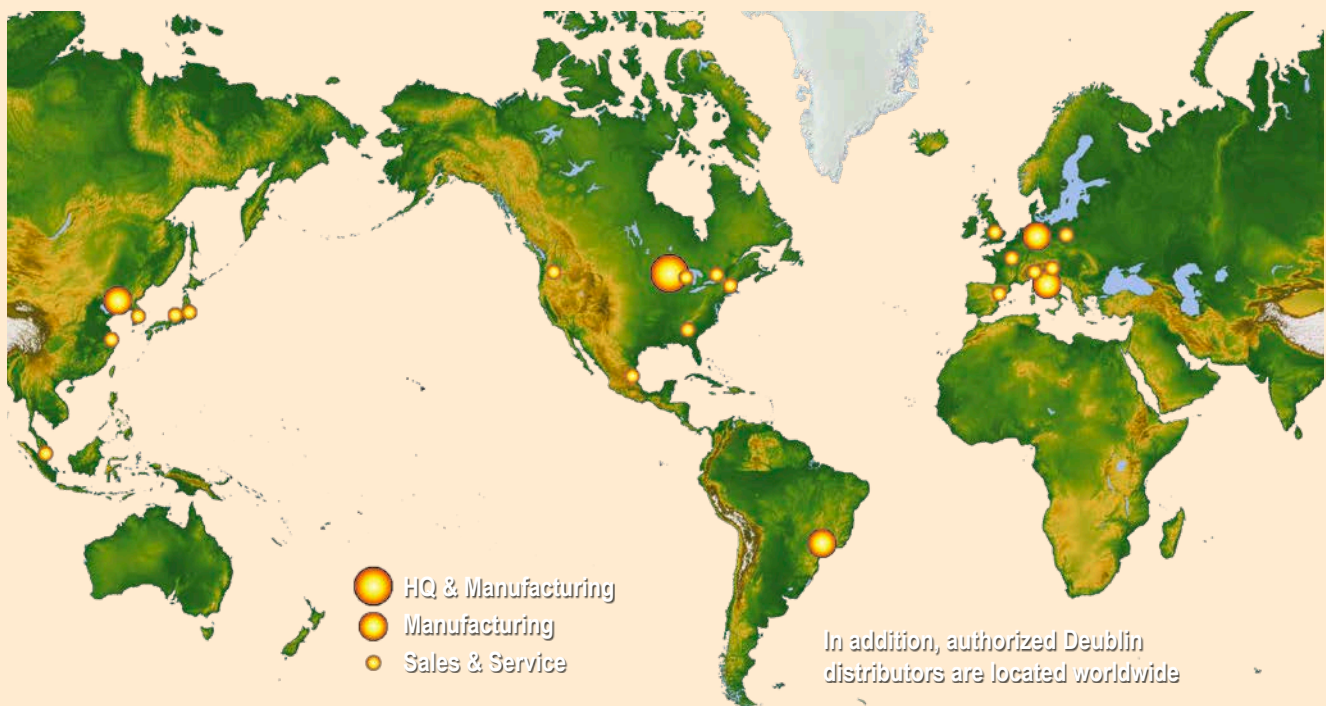 HQ & Manufacturing
Manufacturing
Sales & Service
In addition, authorized Deublin
distributors are located worldwide